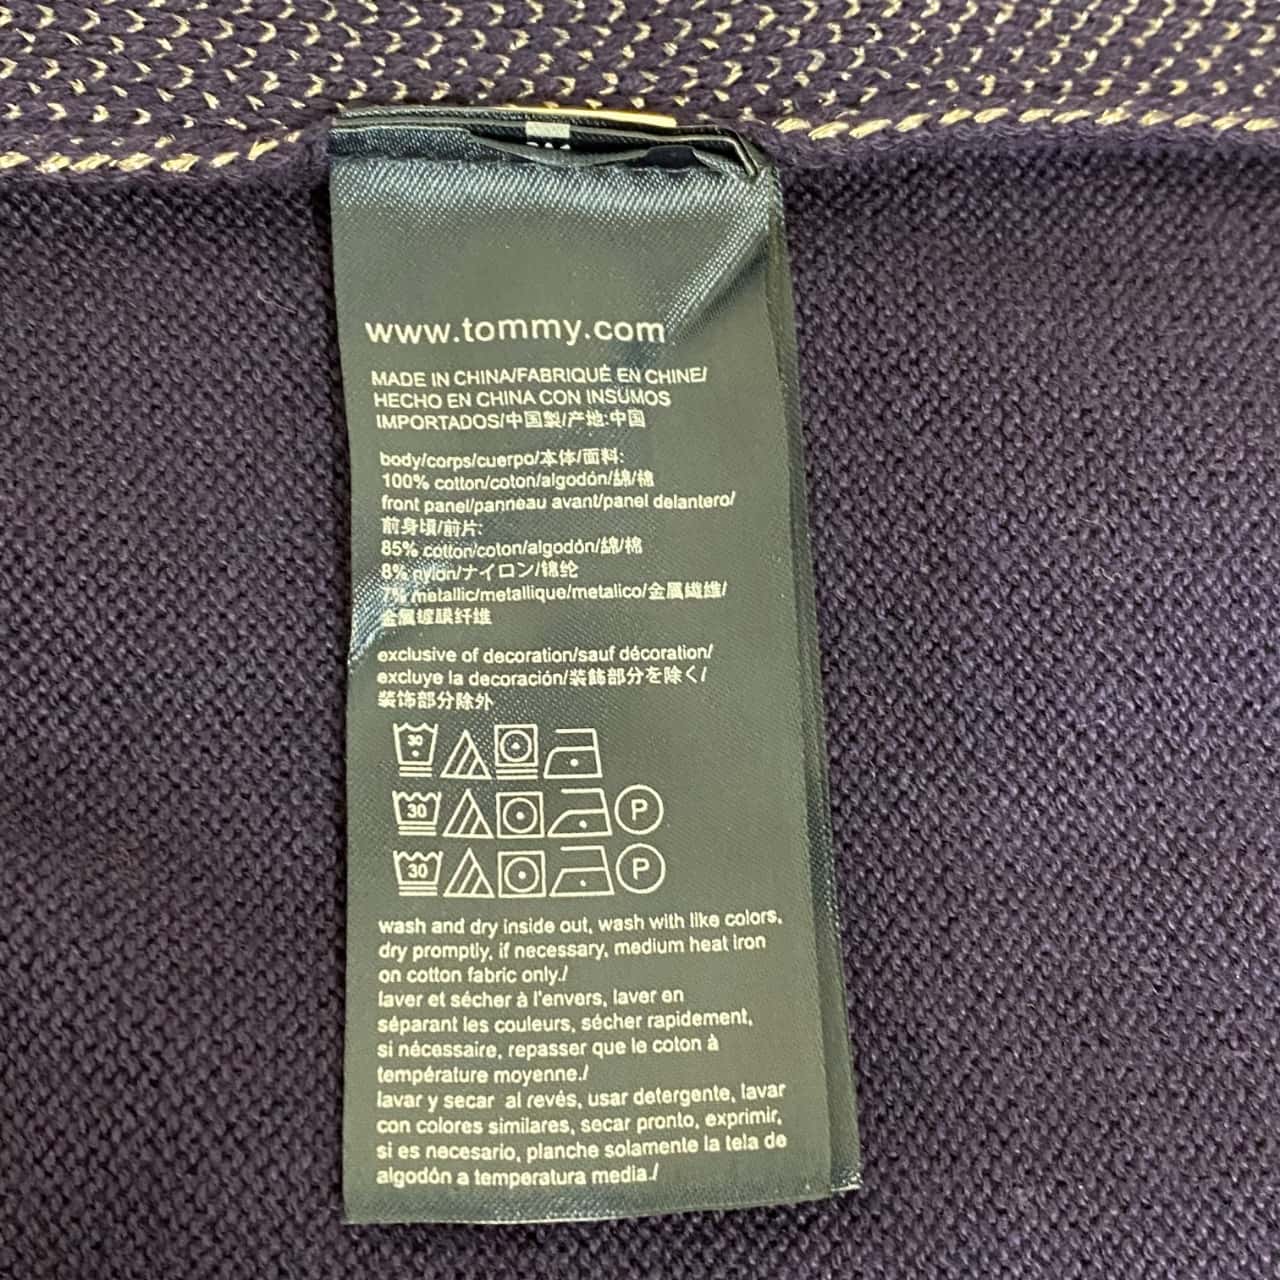 www.tommy.com
MADE IN CHINA/FABRIQUÉ EN CHINE/
HECHO EN CHINA CON INSUMOS
IMPORTADOS/中国製/产地:中国
body/corps/cuerpo/本体/面料:
100% cotton/coton/algodón/綿/棉
front panel/panneau avant/panel delantero/
前身頃/前片:
85% cotton/coton/algodón/綿/棉
8% nylon/ナイロン/锦纶
7% metallic/metallique/metalico/金属繊維/
金属镀膜纤维
exclusive of decoration/sauf décoration/
excluye la decoración/装飾部分を除く/
装饰部分除外
30
30 P
30 P
wash and dry inside out, wash with like colors,
dry promptly, if necessary, medium heat iron
on cotton fabric only./
laver et sécher à l'envers, laver en
séparant les couleurs, sécher rapidement,
si nécessaire, repasser que le coton à
température moyenne./
lavar y secar al revés, usar detergente, lavar
con colores similares, secar pronto, exprimir,
si es necesario, planche solamente la tela de
algodón a temperatura media./